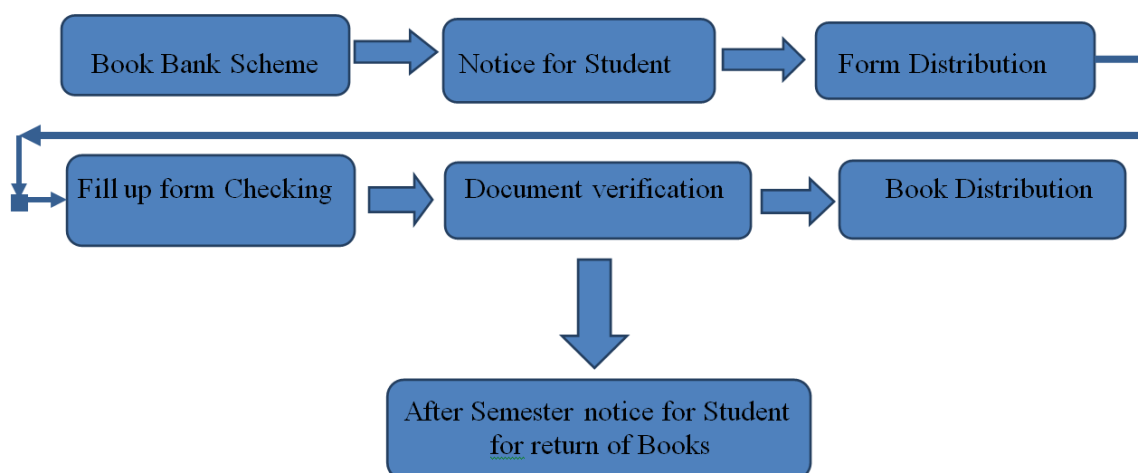 Book Bank Scheme
Notice for Student
Form Distribution
Fill up form Checking
Document verification
Book Distribution
After Semester notice for Student
for return of Books